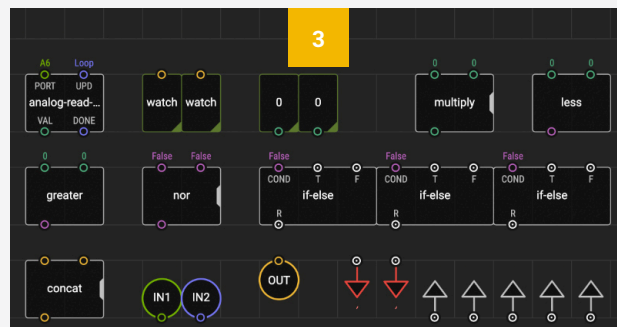 3
A6 Loop
PORT UPD
analog-read-...
VAL DONE
watch watch
0 0
0 0
multiply
0 0
less
0 0
greater
False False
nor
False
COND T F
if-else
R
False
COND T F
if-else
R
False
COND T F
if-else
R
concat
IN1 IN2
OUT